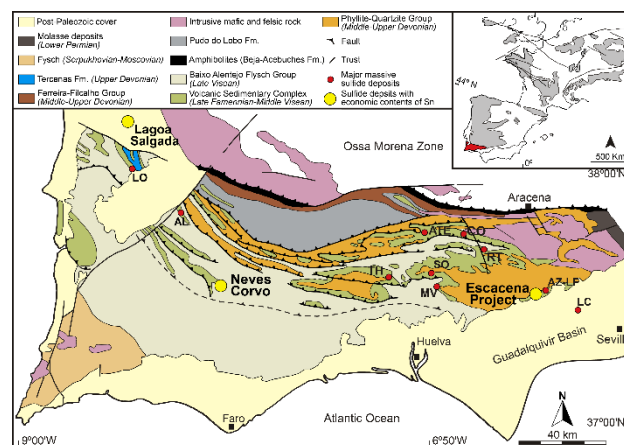 Post Paleozoic cover
Molasse deposits
(Lower Permian)
Fysch (Serpukhovian-Moscovian)
Tercenas Fm. (Upper Devonian)
Ferreira-Filcalho Group
(Middle-Upper Devonian)
Intrusive mafic and felsic rock
Pudo do Lobo Fm.
Amphibolites (Beja-Acebuches Fm.)
Baixo Alentejo Flysch Group
(Late Visean)
Volcanic Sedimentary Complex
(Late Famennian-Middle Visean)
Phyllite-Quartzite Group
(Middle Upper Devonian)
Fault
Trust
Major massive
sulfide deposits
Sulfide deposits with
economic contents of Sn
44°N
0°
500 Km
38°00'N
Lagoa
Salgada
LO
Ossa Morena Zone
Aracena
AL
ATE
LO
RT
TH
SO
MV
Neves
Corvo
Escacena
Project
AZ-LF
LC
Guadalquivir Basin
Sevill
Huelva
Faro
Atlantic Ocean
N
40 km
37°00'N
9°00'W
6°50'W